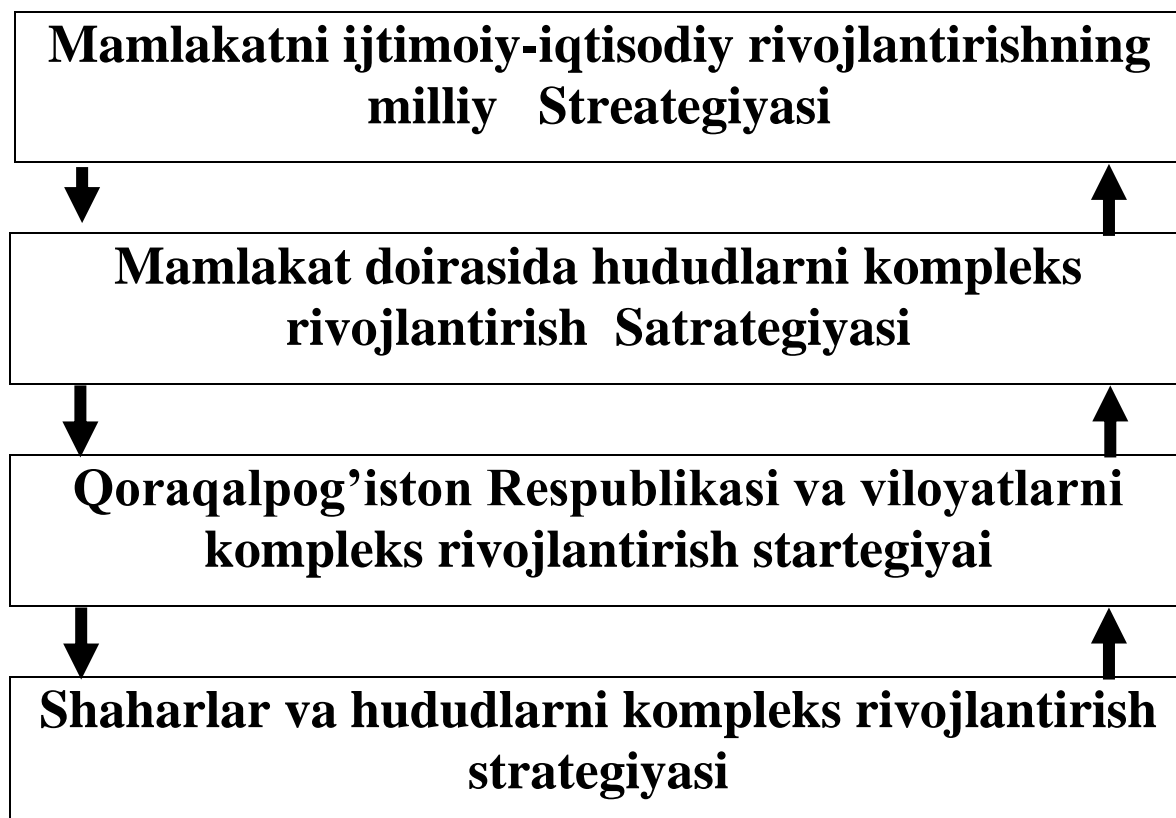 Mamlakatni ijtimoiy-iqtisodiy rivojlantirishning
milliy Streategiyasi
Mamlakat doirasida hududlarni kompleks
rivojlantirish Satrategiyasi
Qoraqalpog’iston Respublikasi va viloyatlarni
kompleks rivojlantirish startegiyai
Shaharlar va hududlarni kompleks rivojlantirish
strategiyasi